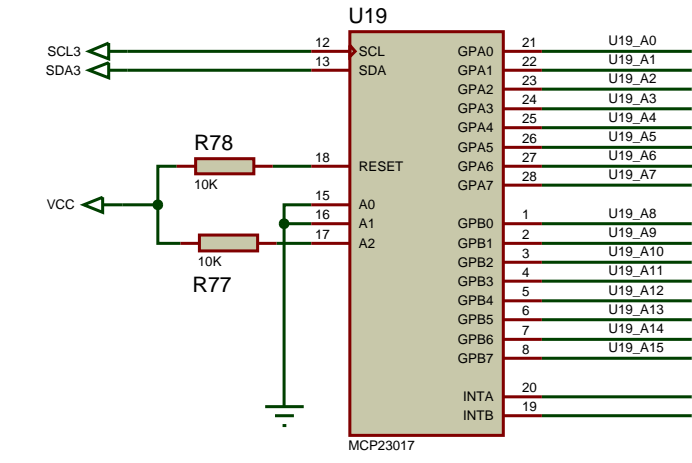 U19
SCL3
12
SCL
GPA0
21
U19_A0
SDA3
13
SDA
GPA1
22
U19_A1
GPA2
23
U19_A2
GPA3
24
U19_A3
GPA4
25
U19_A4
R78
GPA5
26
U19_A5
10K
18
RESET
GPA6
27
U19_A6
GPA7
28
U19_A7
VCC
15
A0
16
A1
GPB0
1
U19_A8
17
A2
GPB1
2
U19_A9
10K
R77
GPB2
3
U19_A10
GPB3
4
U19_A11
GPB4
5
U19_A12
GPB5
6
U19_A13
GPB6
7
U19_A14
GPB7
8
U19_A15
INTA
20
INTB
19
MCP23017